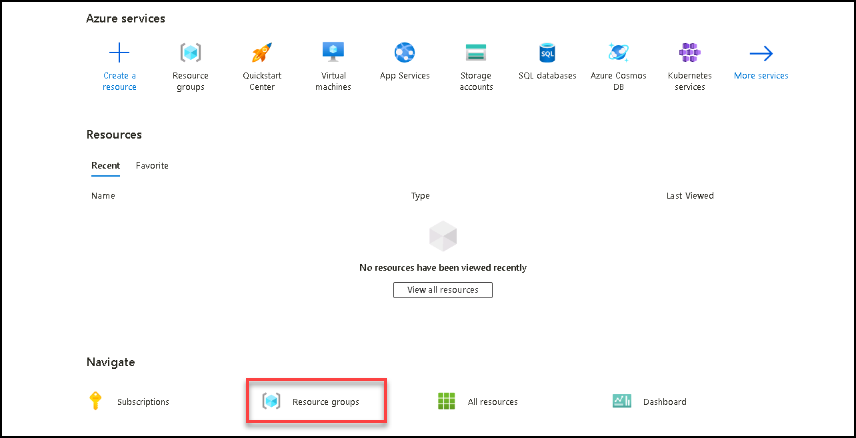 Azure services
Create a resource
Resource groups
Quickstart Center
Virtual machines
App Services
Storage accounts
SQL
SQL databases
Azure Cosmos DB
Kubernetes services
More services
Resources
Recent Favorite
Name Type Last Viewed
No resources have been viewed recently
View all resources
Navigate
Subscriptions Resource groups All resources Dashboard